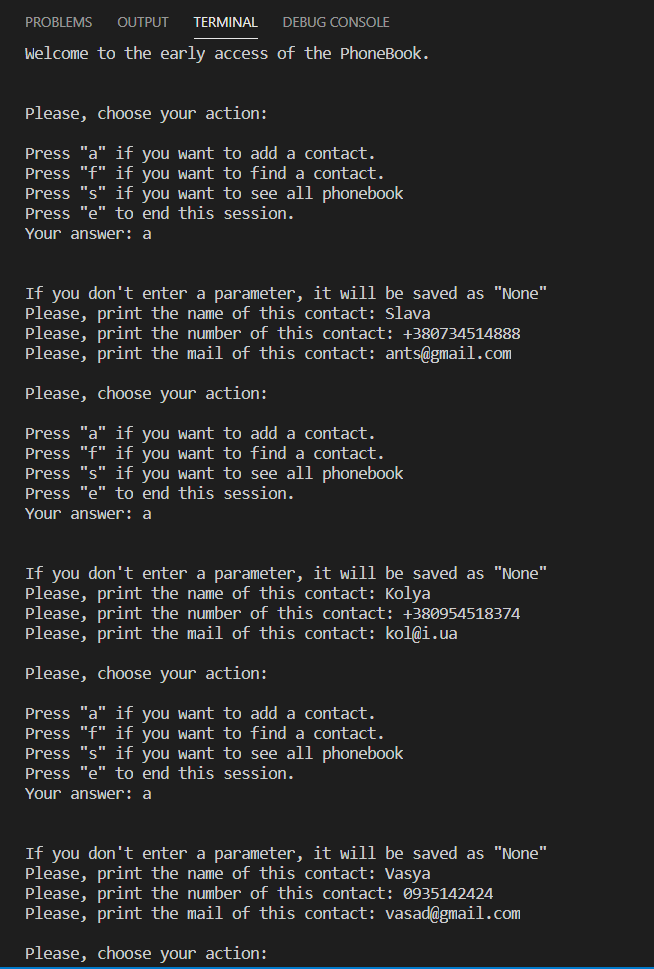 PROBLEMS OUTPUT TERMINAL DEBUG CONSOLE
Welcome to the early access of the PhoneBook.
Please, choose your action:
Press "a" if you want to add a contact.
Press "f" if you want to find a contact.
Press "s" if you want to see all phonebook
Press "e" to end this session.
Your answer: a
If you don't enter a parameter, it will be saved as "None"
Please, print the name of this contact: Slava
Please, print the number of this contact: +380734514888
Please, print the mail of this contact: ants@gmail.com
Please, choose your action:
Press "a" if you want to add a contact.
Press "f" if you want to find a contact.
Press "s" if you want to see all phonebook
Press "e" to end this session.
Your answer: a
If you don't enter a parameter, it will be saved as "None"
Please, print the name of this contact: Kolya
Please, print the number of this contact: +380954518374
Please, print the mail of this contact: kol@i.ua
Please, choose your action:
Press "a" if you want to add a contact.
Press "f" if you want to find a contact.
Press "s" if you want to see all phonebook
Press "e" to end this session.
Your answer: a
If you don't enter a parameter, it will be saved as "None"
Please, print the name of this contact: Vasya
Please, print the number of this contact: 0935142424
Please, print the mail of this contact: vasad@gmail.com
Please, choose your action: